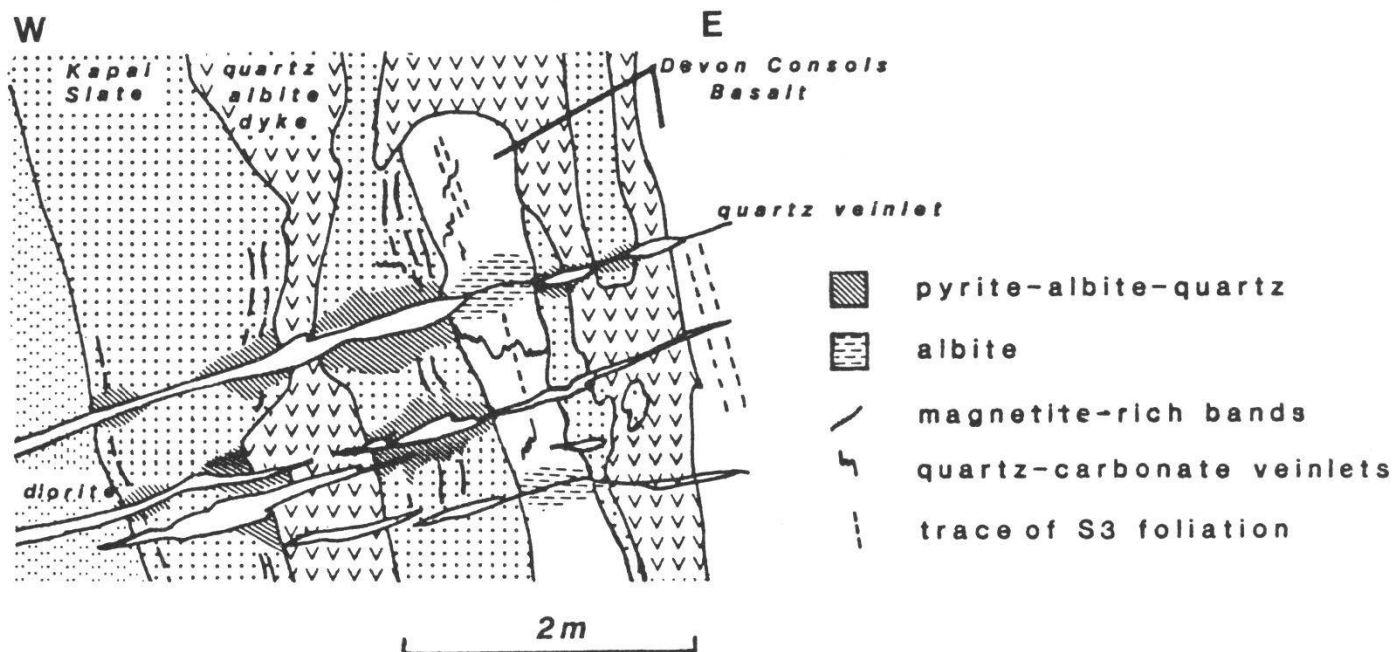 W
E
Kapai
Slate
quartz
albite
dyke
Devon Consols
Basalt
quartz veinlet
diorite
pyrite-albite-quartz
albite
magnetite-rich bands
quartz-carbonate veinlets
trace of S3 foliation
2m